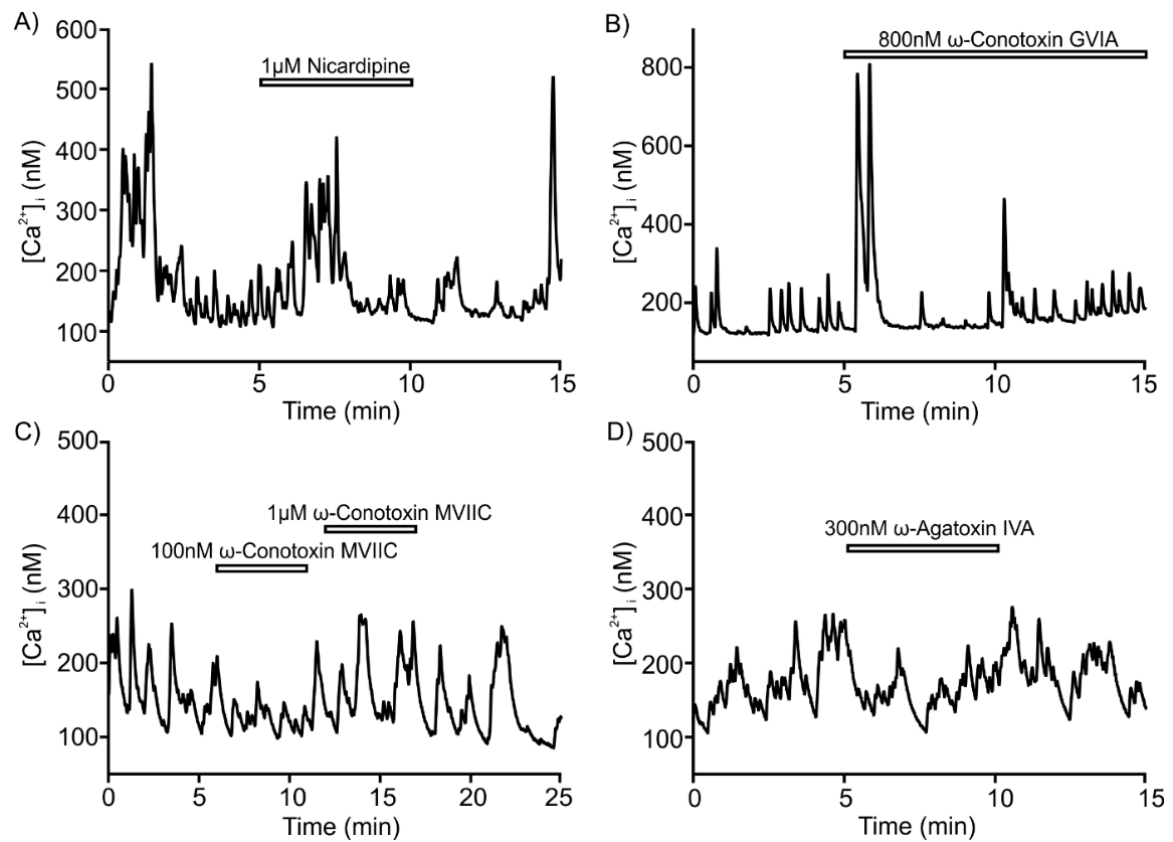 A)
600
500
400
300
200
100
[Ca²⁺]ᵢ (nM)
1μM Nicardipine
0
5
10
15
Time (min)
B)
800
600
400
200
[Ca²⁺]ᵢ (nM)
800nM ω-Conotoxin GVIA
0
5
10
15
Time (min)
C)
500
400
300
200
100
[Ca²⁺]ᵢ (nM)
1μM ω-Conotoxin MVIIC
100nM ω-Conotoxin MVIIC
0
5
10
15
20
25
Time (min)
D)
500
400
300
200
100
[Ca²⁺]ᵢ (nM)
300nM ω-Agatoxin IVA
0
5
10
15
Time (min)